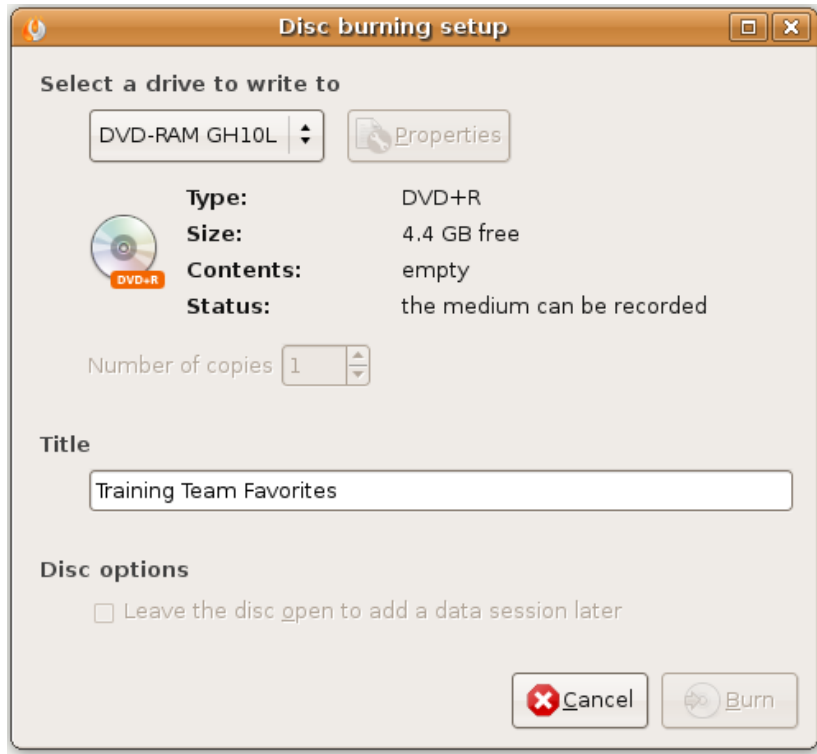 Disc burning setup
Select a drive to write to
DVD-RAM GH10L Properties
Type: DVD+R
Size: 4.4 GB free
Contents: empty
Status: the medium can be recorded
DVD+R
Number of copies 1
Title
Training Team Favorites
Disc options
Leave the disc open to add a data session later
Cancel Burn